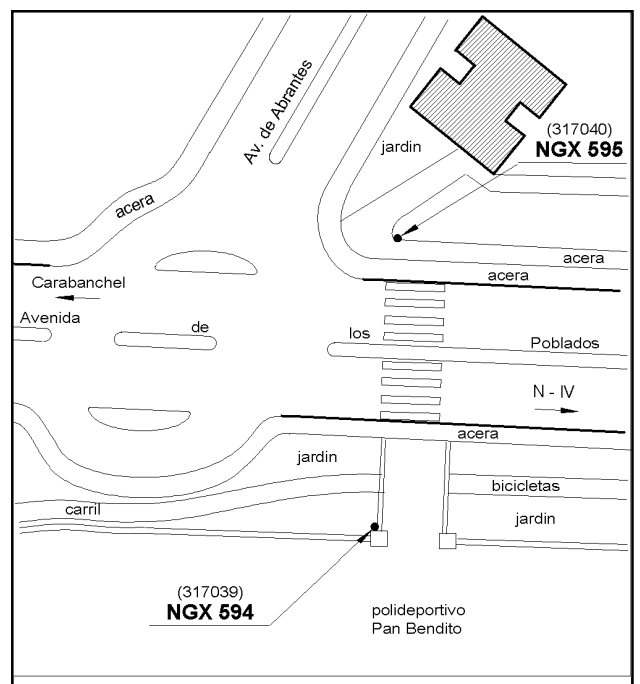 Av. de Abrantes
(317040)
NGX 595
jardin
acera
acera
acera
Carabanchel
Avenida
de
los
Poblados
N - IV
acera
jardin
bicicletas
carril
jardin
(317039)
NGX 594
polideportivo
Pan Bendito